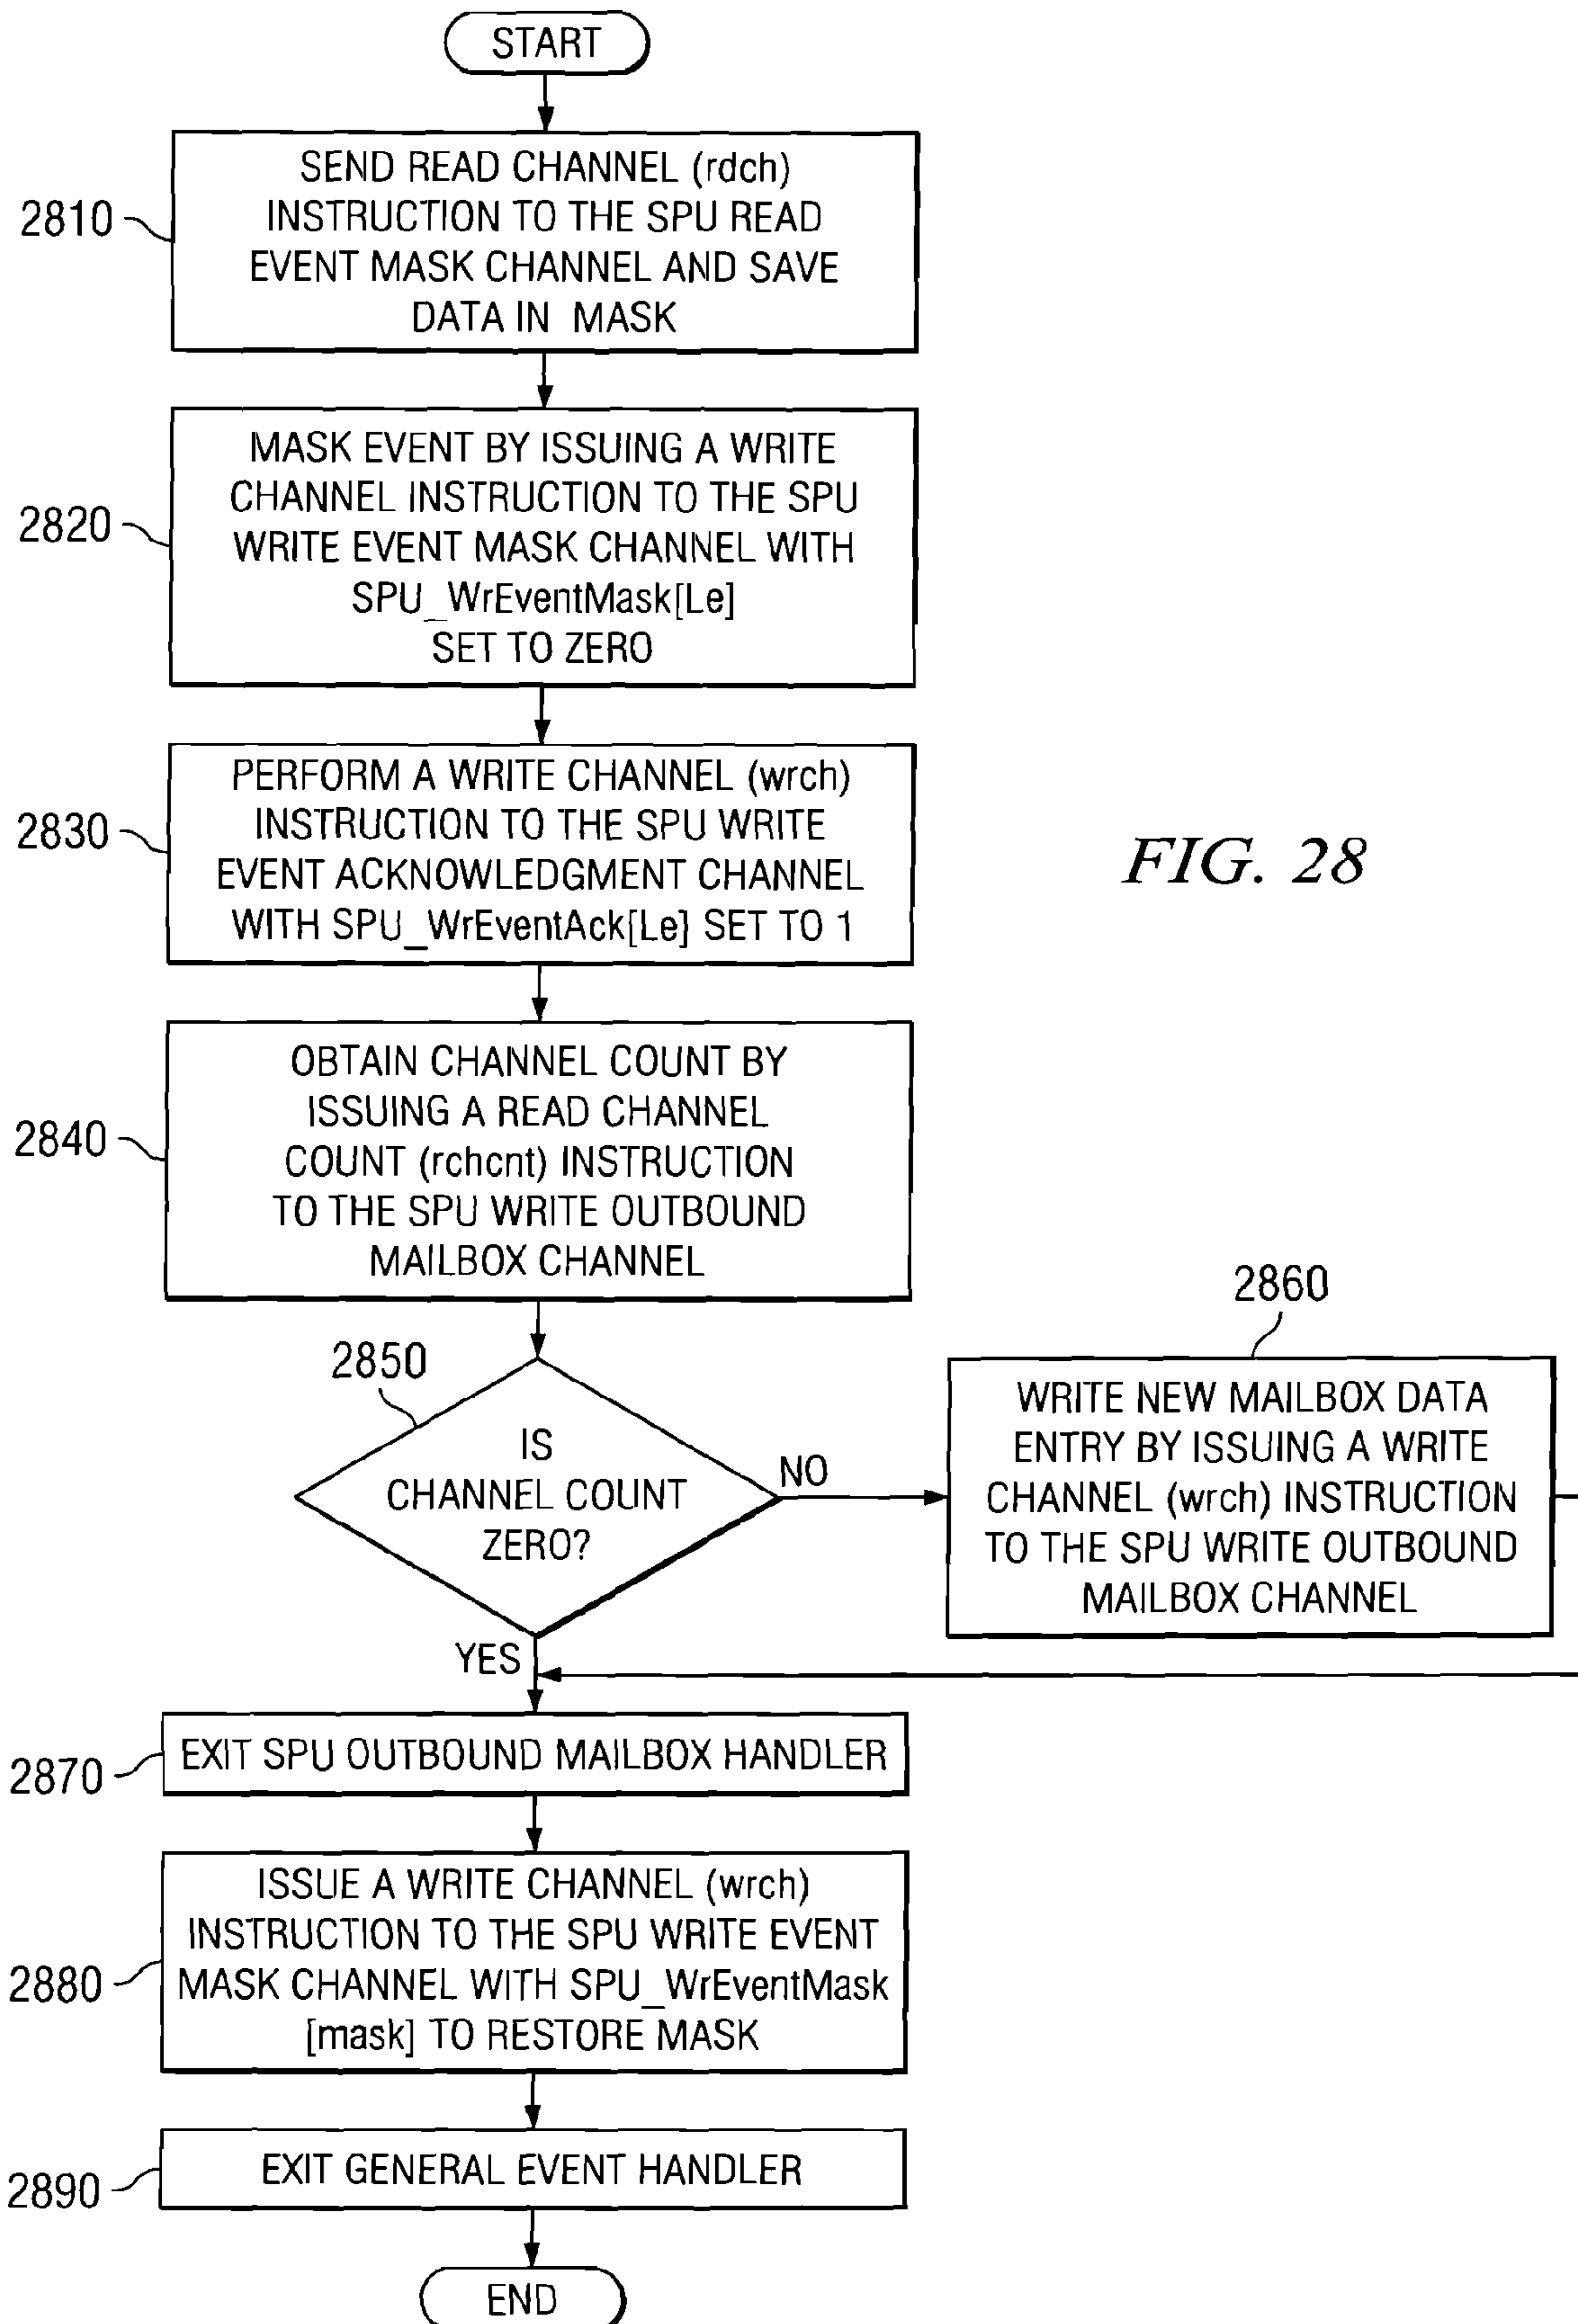 START
2810
SEND READ CHANNEL (rdch)
INSTRUCTION TO THE SPU READ
EVENT MASK CHANNEL AND SAVE
DATA IN MASK
2820
MASK EVENT BY ISSUING A WRITE
CHANNEL INSTRUCTION TO THE SPU
WRITE EVENT MASK CHANNEL WITH
SPU_WrEventMask[Le]
SET TO ZERO
2830
PERFORM A WRITE CHANNEL (wrch)
INSTRUCTION TO THE SPU WRITE
EVENT ACKNOWLEDGMENT CHANNEL
WITH SPU_WrEventAck[Le] SET TO 1
FIG. 28
2840
OBTAIN CHANNEL COUNT BY
ISSUING A READ CHANNEL
COUNT (rchcnt) INSTRUCTION
TO THE SPU WRITE OUTBOUND
MAILBOX CHANNEL
2850
IS
CHANNEL COUNT
ZERO?
NO
YES
2860
WRITE NEW MAILBOX DATA
ENTRY BY ISSUING A WRITE
CHANNEL (wrch) INSTRUCTION
TO THE SPU WRITE OUTBOUND
MAILBOX CHANNEL
2870
EXIT SPU OUTBOUND MAILBOX HANDLER
2880
ISSUE A WRITE CHANNEL (wrch)
INSTRUCTION TO THE SPU WRITE EVENT
MASK CHANNEL WITH SPU_WrEventMask
[mask] TO RESTORE MASK
2890
EXIT GENERAL EVENT HANDLER
END